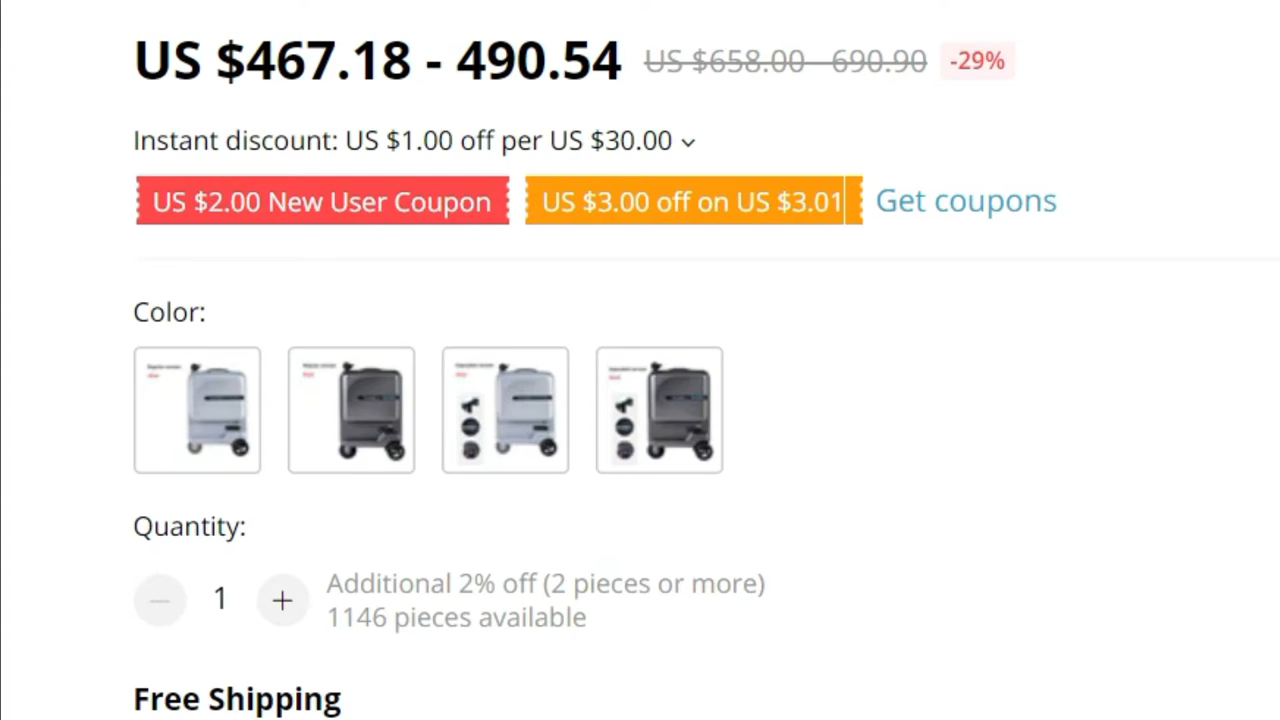 US $467.18 - 490.54 US $658.00 - 690.90 -29%
Instant discount: US $1.00 off per US $30.00
US $2.00 New User Coupon US $3.00 off on US $3.01 Get coupons
Color:
Quantity:
1 Additional 2% off (2 pieces or more)
1146 pieces available
Free Shipping